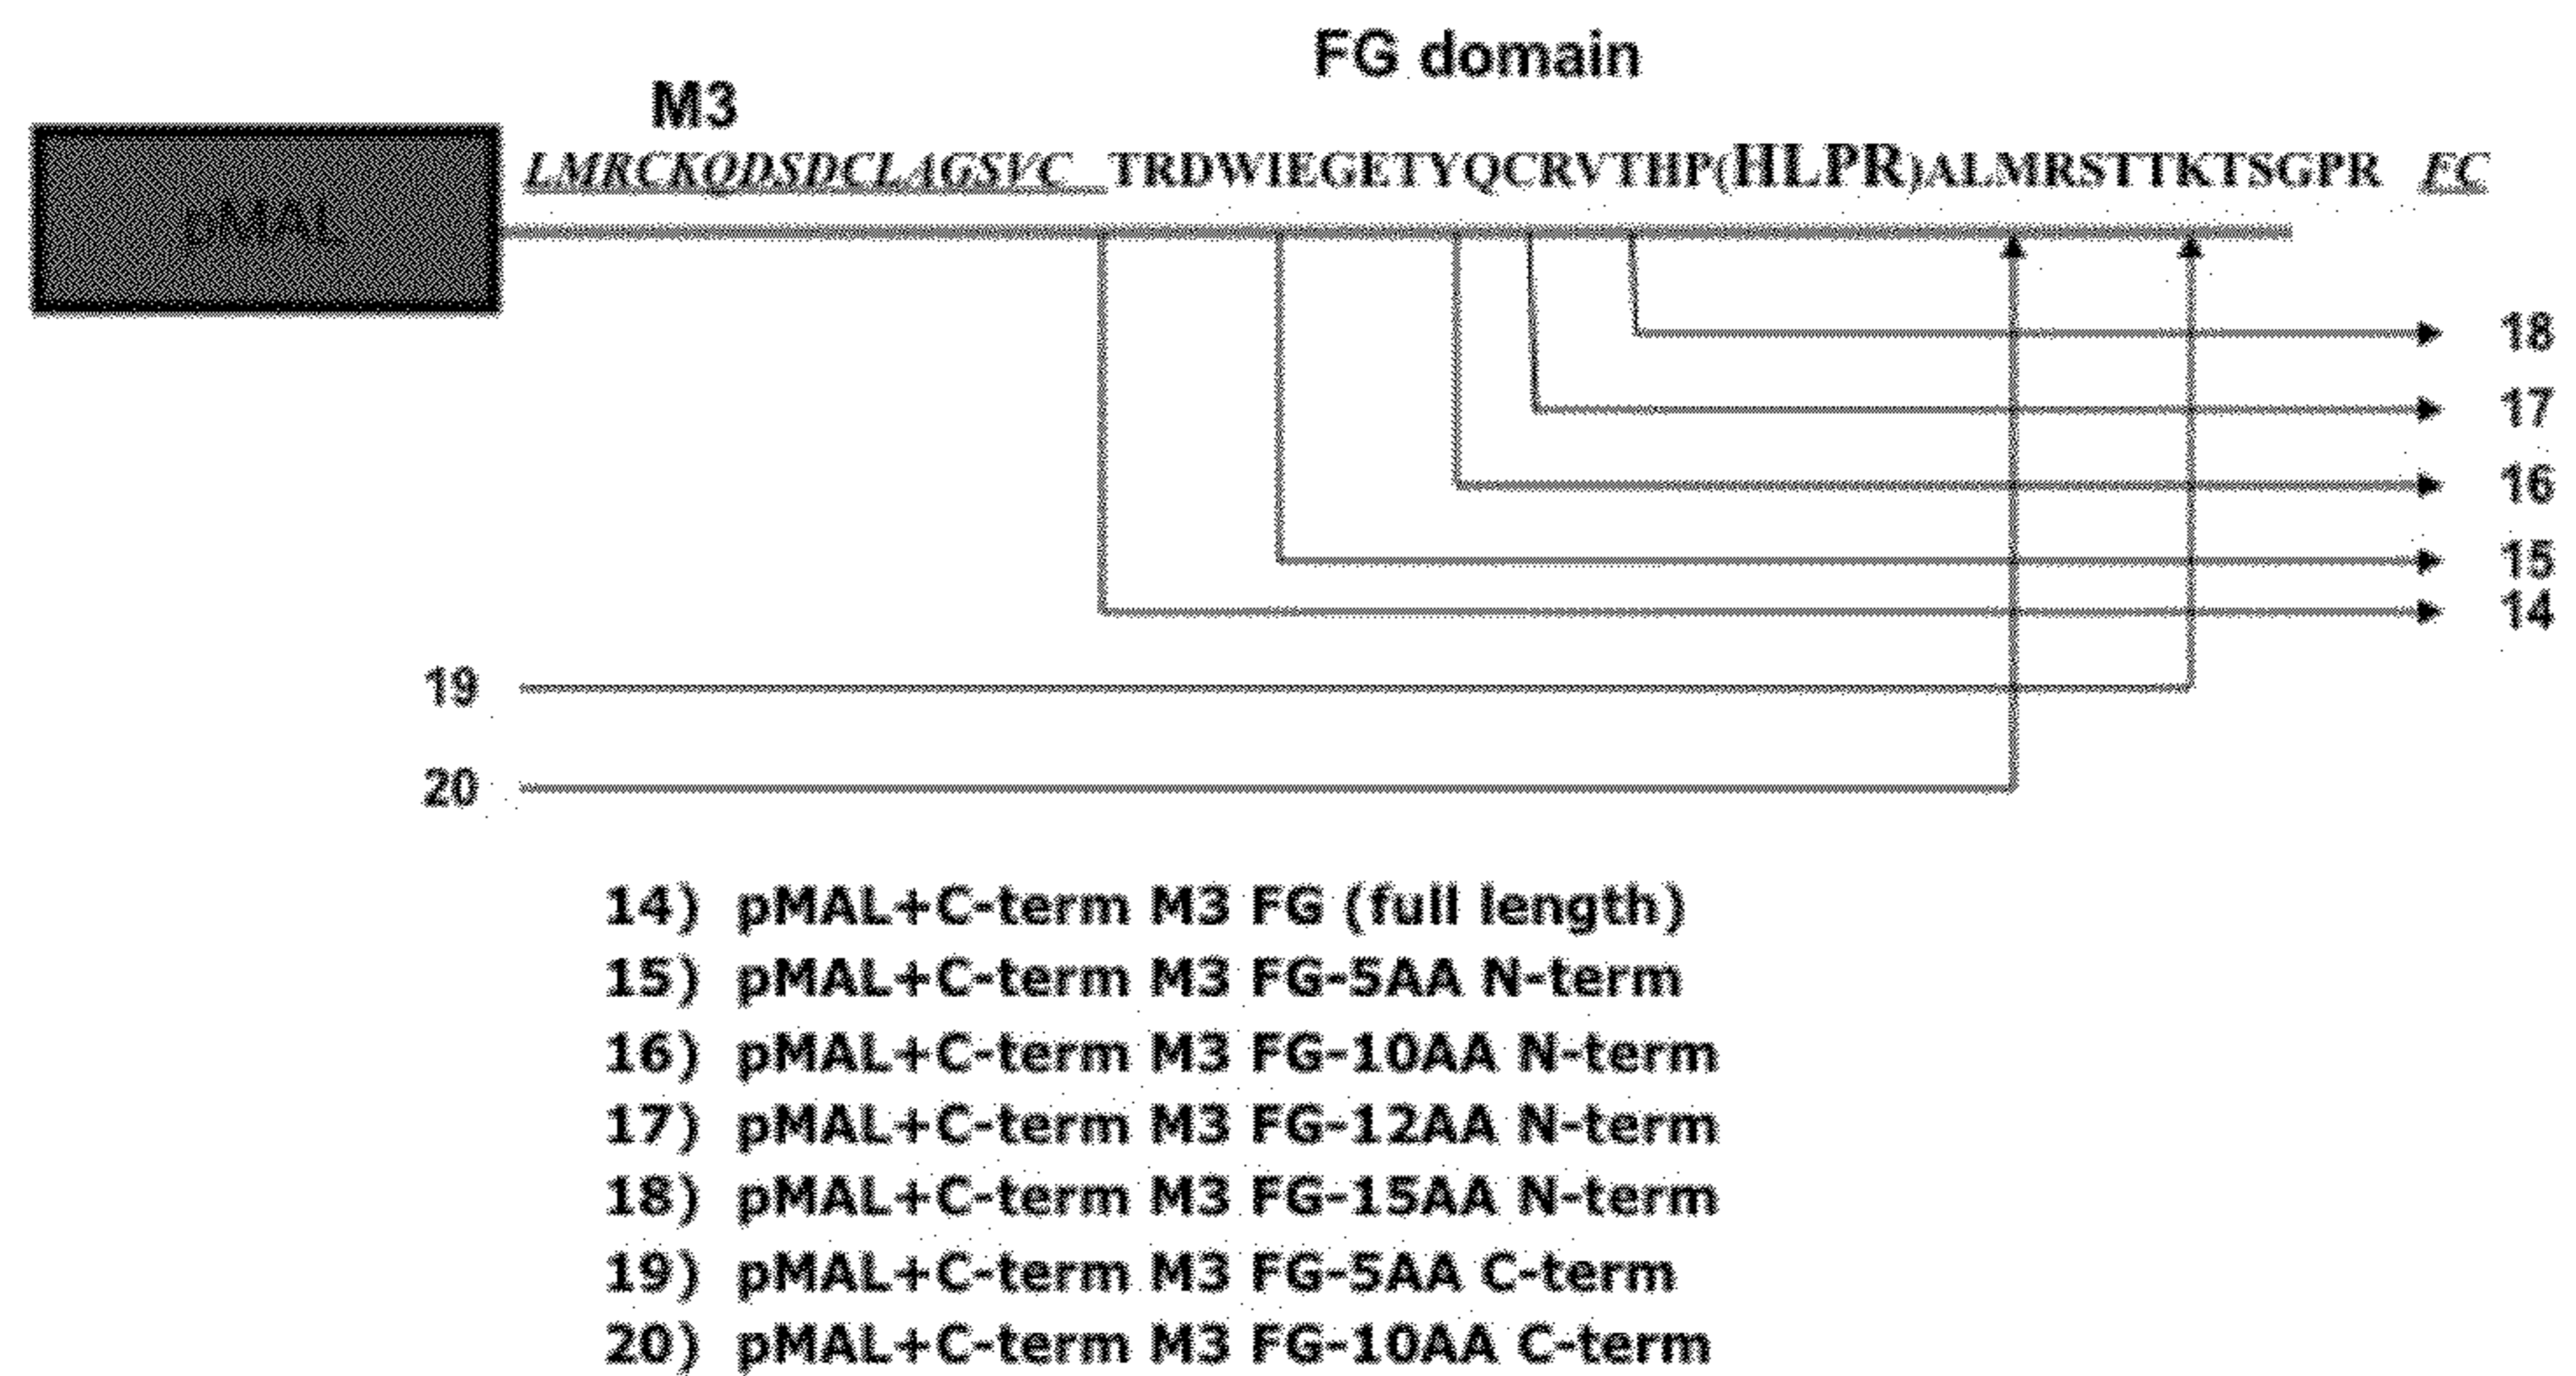 FG domain
M3
LMRCKQDSDCLAGSVC TRDWIEGETYQCRVTHP(HLPR)ALMRSTTKTSGPR FC
pMAL
18
17
16
15
14
19
20
14) pMAL+C-term M3 FG (full length)
15) pMAL+C-term M3 FG-5AA N-term
16) pMAL+C-term M3 FG-10AA N-term
17) pMAL+C-term M3 FG-12AA N-term
18) pMAL+C-term M3 FG-15AA N-term
19) pMAL+C-term M3 FG-5AA C-term
20) pMAL+C-term M3 FG-10AA C-term